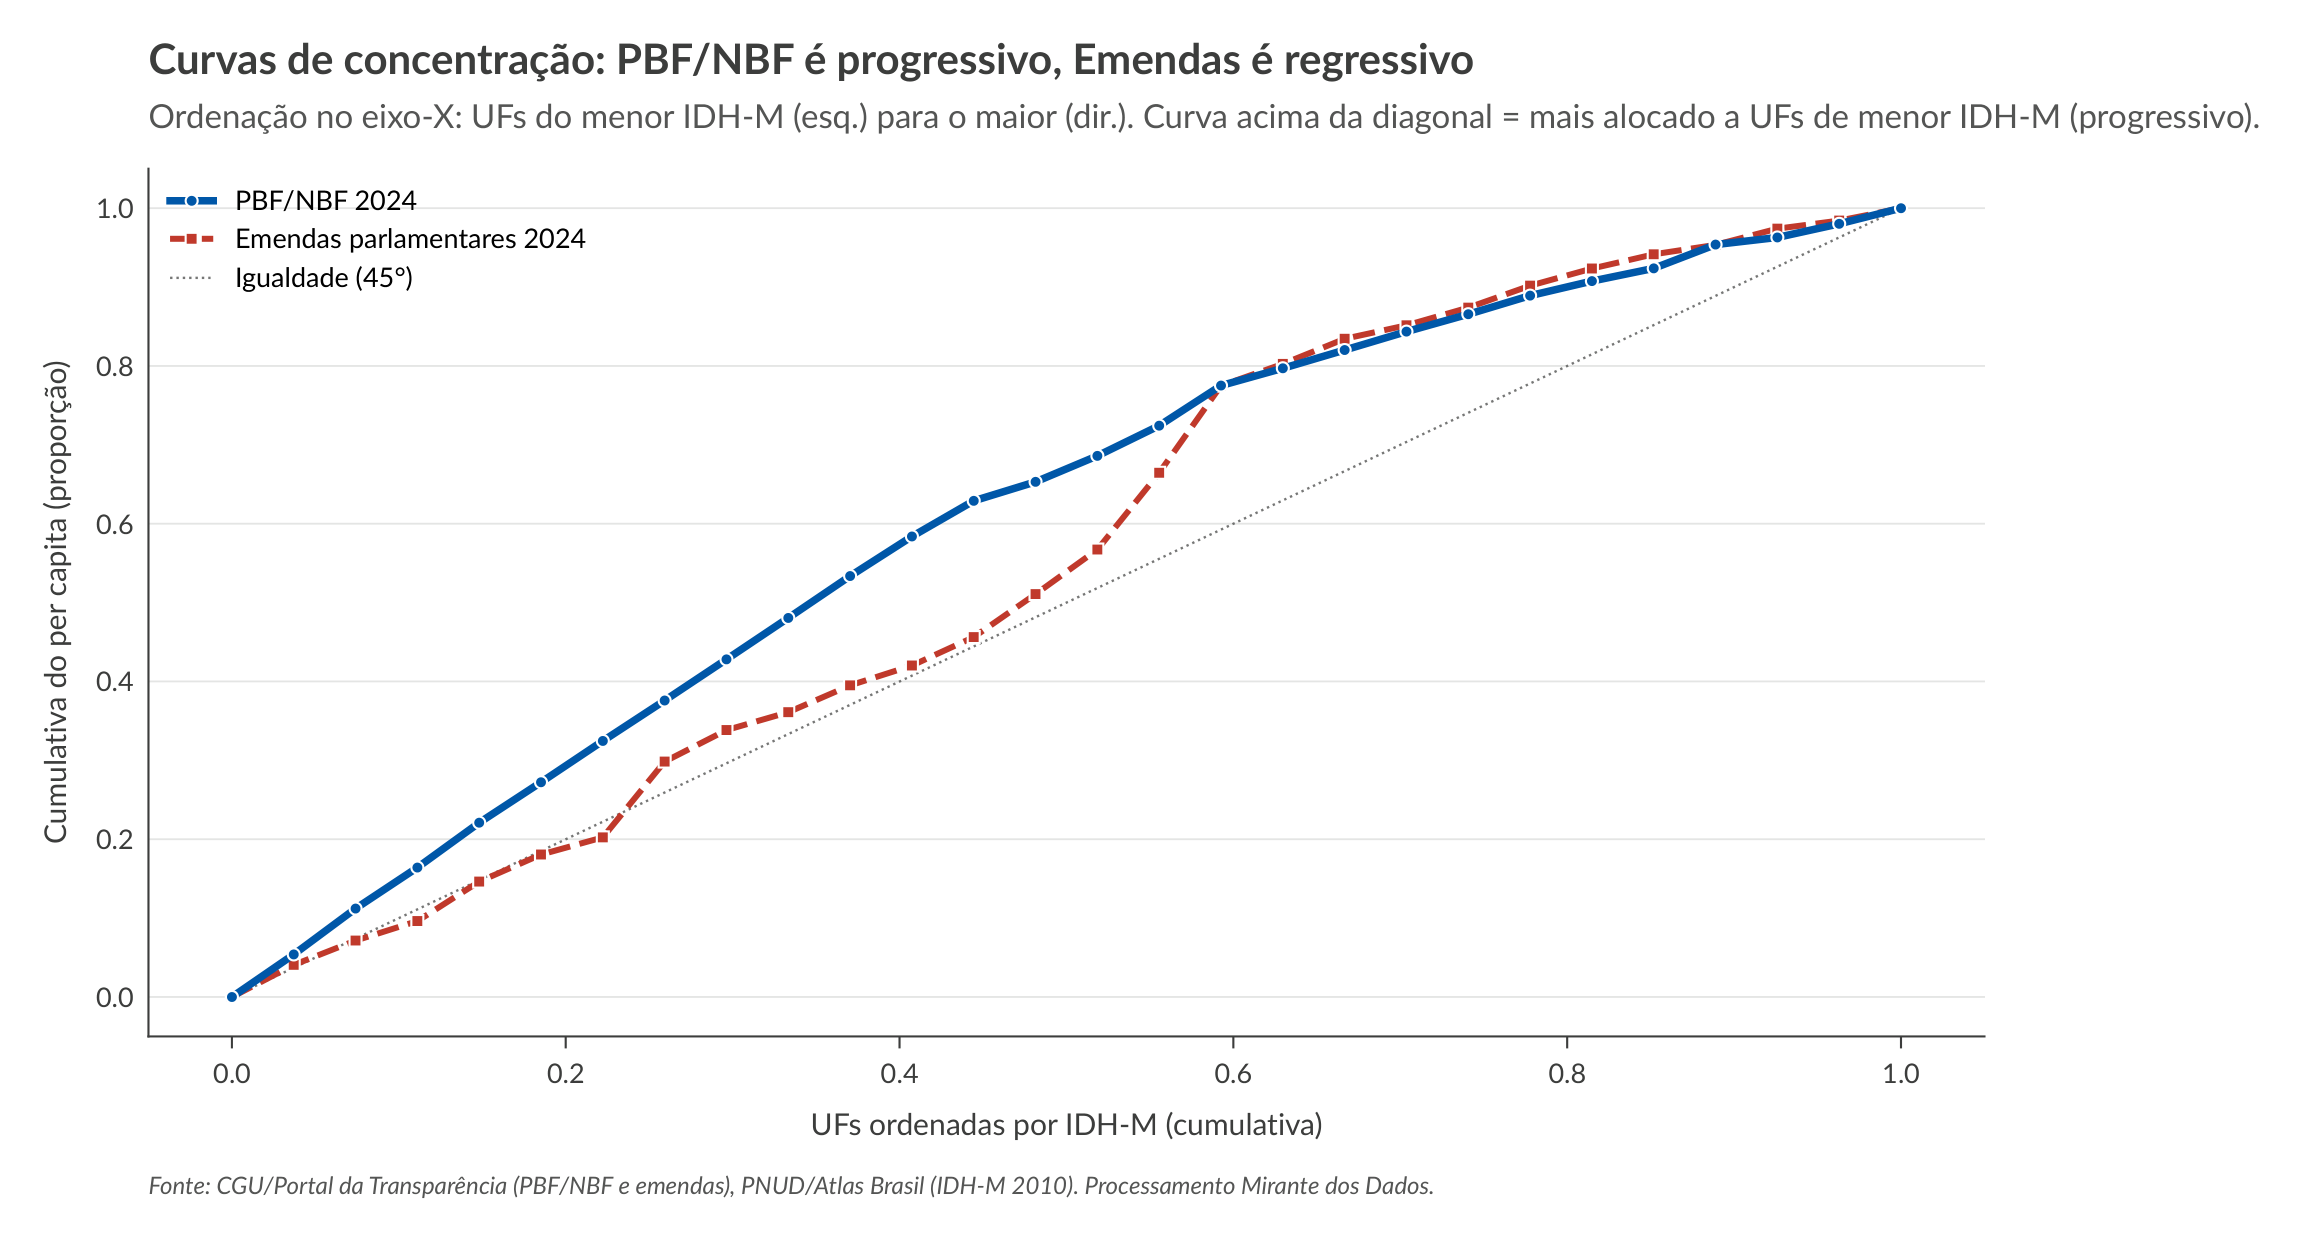 Curvas de concentração: PBF/NBF é progressivo, Emendas é regressivo
Ordenação no eixo-X: UFs do menor IDH-M (esq.) para o maior (dir.). Curva acima da diagonal = mais alocado a UFs de menor IDH-M (progressivo).
PBF/NBF 2024
Emendas parlamentares 2024
Igualdade (45°)
1.0
0.8
0.6
0.4
0.2
0.0
Cumulativa do per capita (proporção)
0.0 0.2 0.4 0.6 0.8 1.0
UFs ordenadas por IDH-M (cumulativa)
Fonte: CGU/Portal da Transparência (PBF/NBF e emendas), PNUD/Atlas Brasil (IDH-M 2010). Processamento Mirante dos Dados.